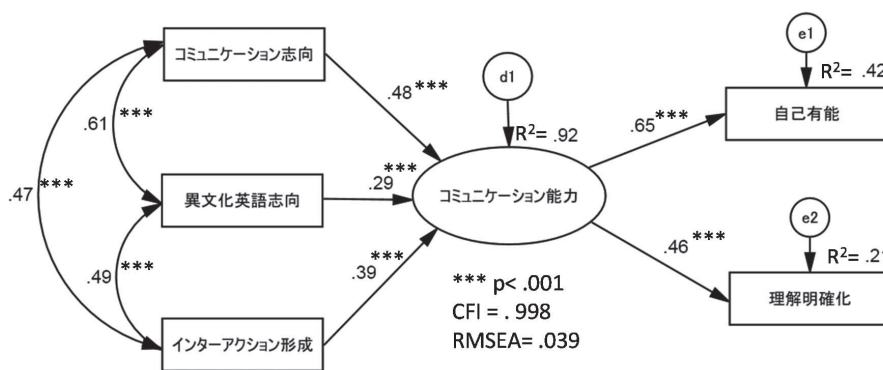 コミュニケーション志向
異文化英語志向
インターアクション形成
.61***
.47***
.49***
.48***
.29***
.39***
d1
R²= .92
コミュニケーション能力
*** p< .001
CFI = . 998
RMSEA= .039
.65***
.46***
e1
R²= .42
自己有能
e2
R²= .21
理解明確化